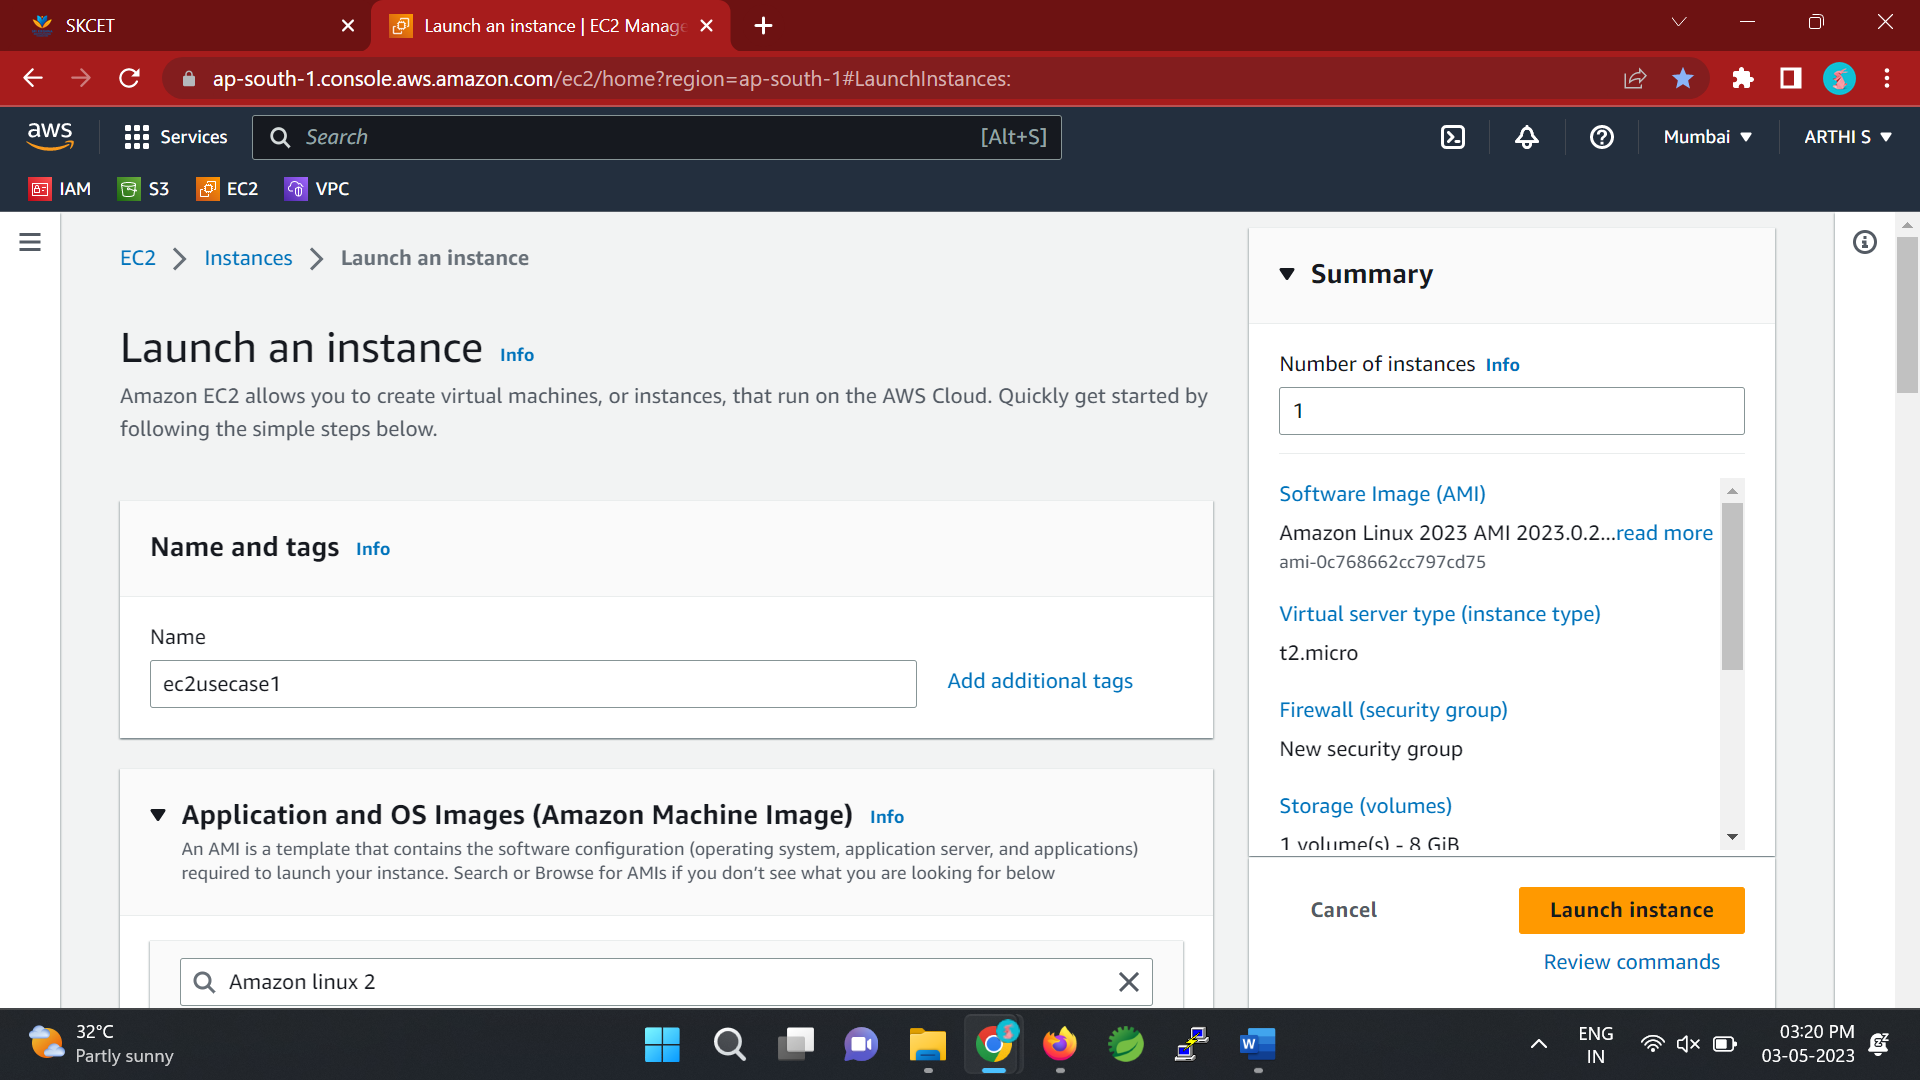 SKCET
Launch an instance | EC2 Manage
ap-south-1.console.aws.amazon.com/ec2/home?region=ap-south-1#LaunchInstances:
aws
Services
Search
[Alt+S]
Mumbai
ARTHI S
IAM
S3
EC2
VPC
EC2
Instances
Launch an instance
Launch an instance Info
Amazon EC2 allows you to create virtual machines, or instances, that run on the AWS Cloud. Quickly get started by
following the simple steps below.
Name and tags Info
Name
ec2usecase1
Add additional tags
Application and OS Images (Amazon Machine Image) Info
An AMI is a template that contains the software configuration (operating system, application server, and applications)
required to launch your instance. Search or Browse for AMIs if you don’t see what you are looking for below
Amazon linux 2
Summary
Number of instances Info
1
Software Image (AMI)
Amazon Linux 2023 AMI 2023.0.2...read more
ami-0c768662cc797cd75
Virtual server type (instance type)
t2.micro
Firewall (security group)
New security group
Storage (volumes)
1 volume(s) - 8 GiB
Cancel
Launch instance
Review commands
32°C
Partly sunny
W
ENG
IN
03:20 PM
03-05-2023